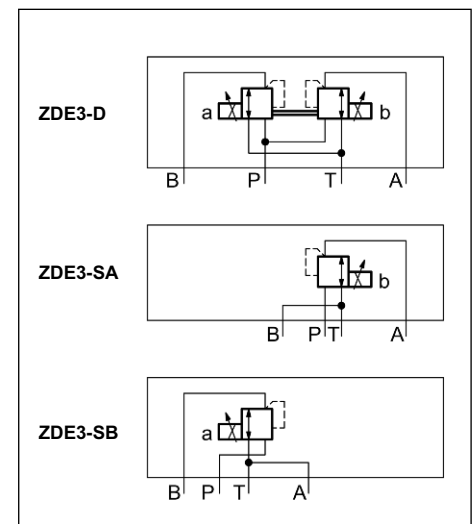 ZDE3-D
a b
B P T A
ZDE3-SA
b
B P T A
ZDE3-SB
a
B P T A